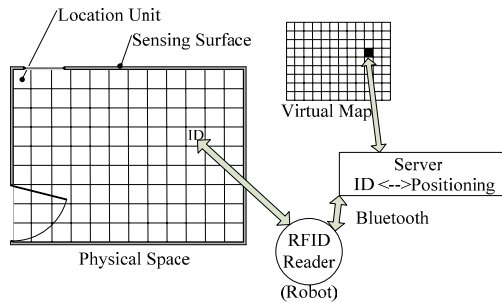 Location Unit
Sensing Surface
ID
Virtual Map
Server
ID <-->Positioning
Bluetooth
RFID
Reader
(Robot)
Physical Space